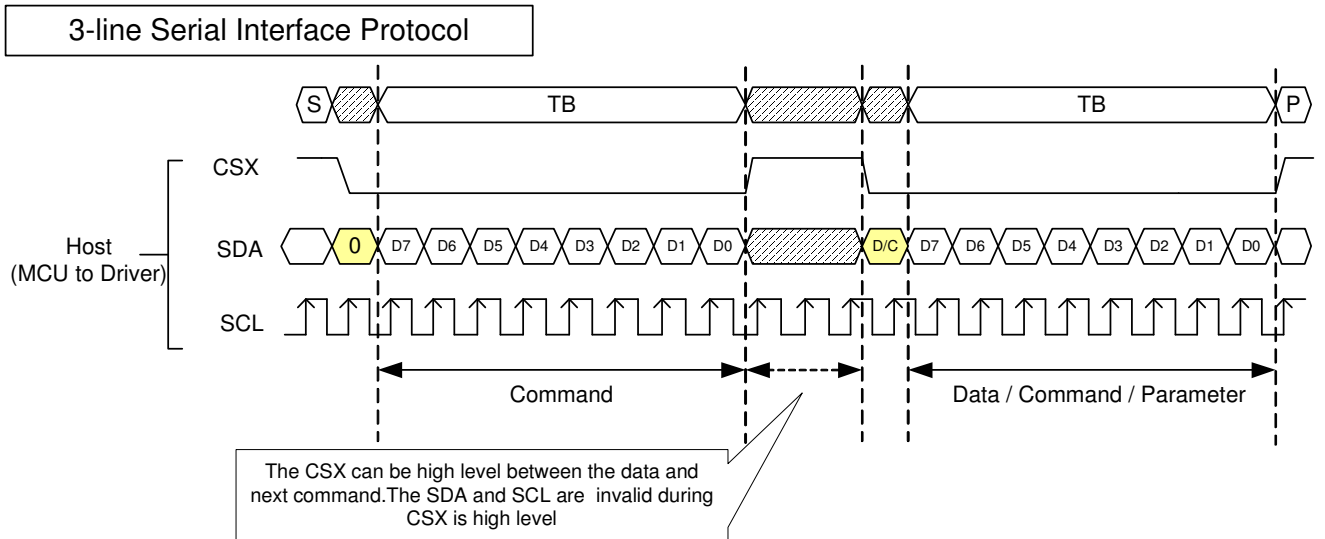 3-line Serial Interface Protocol
S TB TB P
CSX
Host
(MCU to Driver)
SDA 0 D7 D6 D5 D4 D3 D2 D1 D0 D/C D7 D6 D5 D4 D3 D2 D1 D0
SCL
Command Data / Command / Parameter
The CSX can be high level between the data and
next command.The SDA and SCL are invalid during
CSX is high level